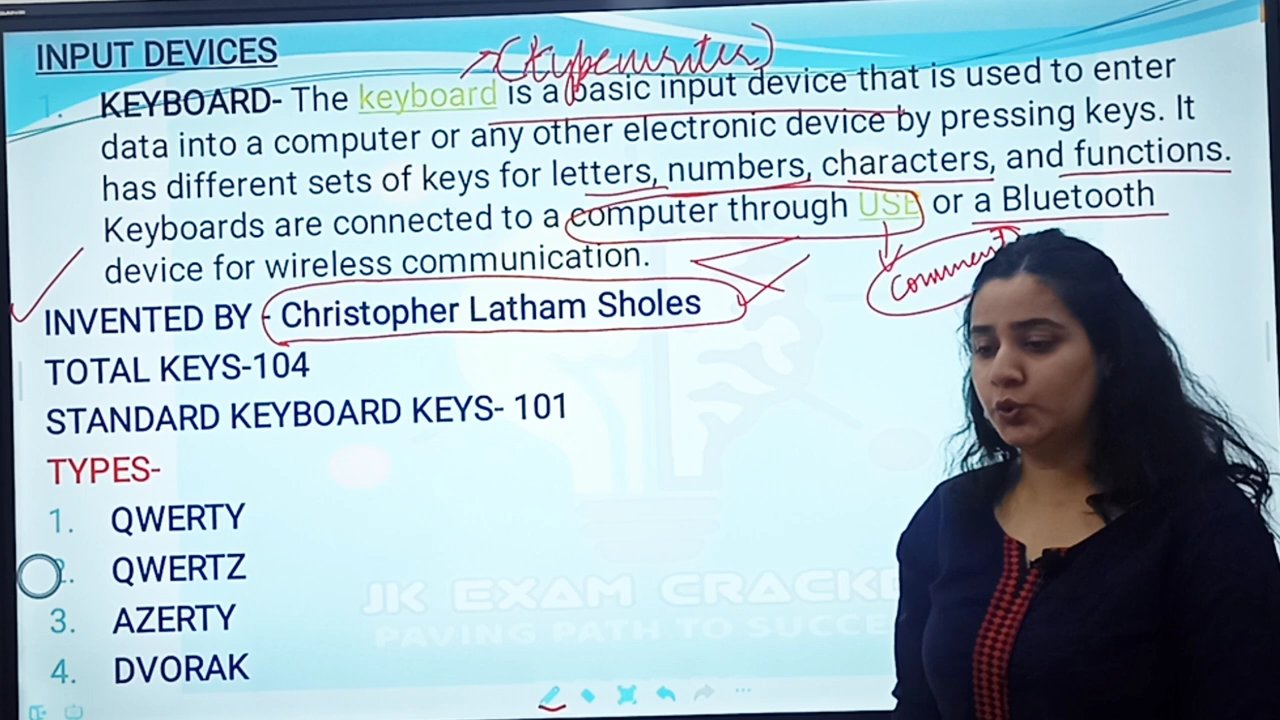 INPUT DEVICES
(typewriter)
1. KEYBOARD- The keyboard is a basic input device that is used to enter
data into a computer or any other electronic device by pressing keys. It
has different sets of keys for letters, numbers, characters, and functions.
Keyboards are connected to a computer through USB or a Bluetooth
device for wireless communication.
Comment
INVENTED BY - Christopher Latham Sholes
TOTAL KEYS-104
STANDARD KEYBOARD KEYS- 101
TYPES-
1. QWERTY
2. QWERTZ
3. AZERTY
4. DVORAK
JK EXAM CRACKE
PAVING PATH TO SUCCE